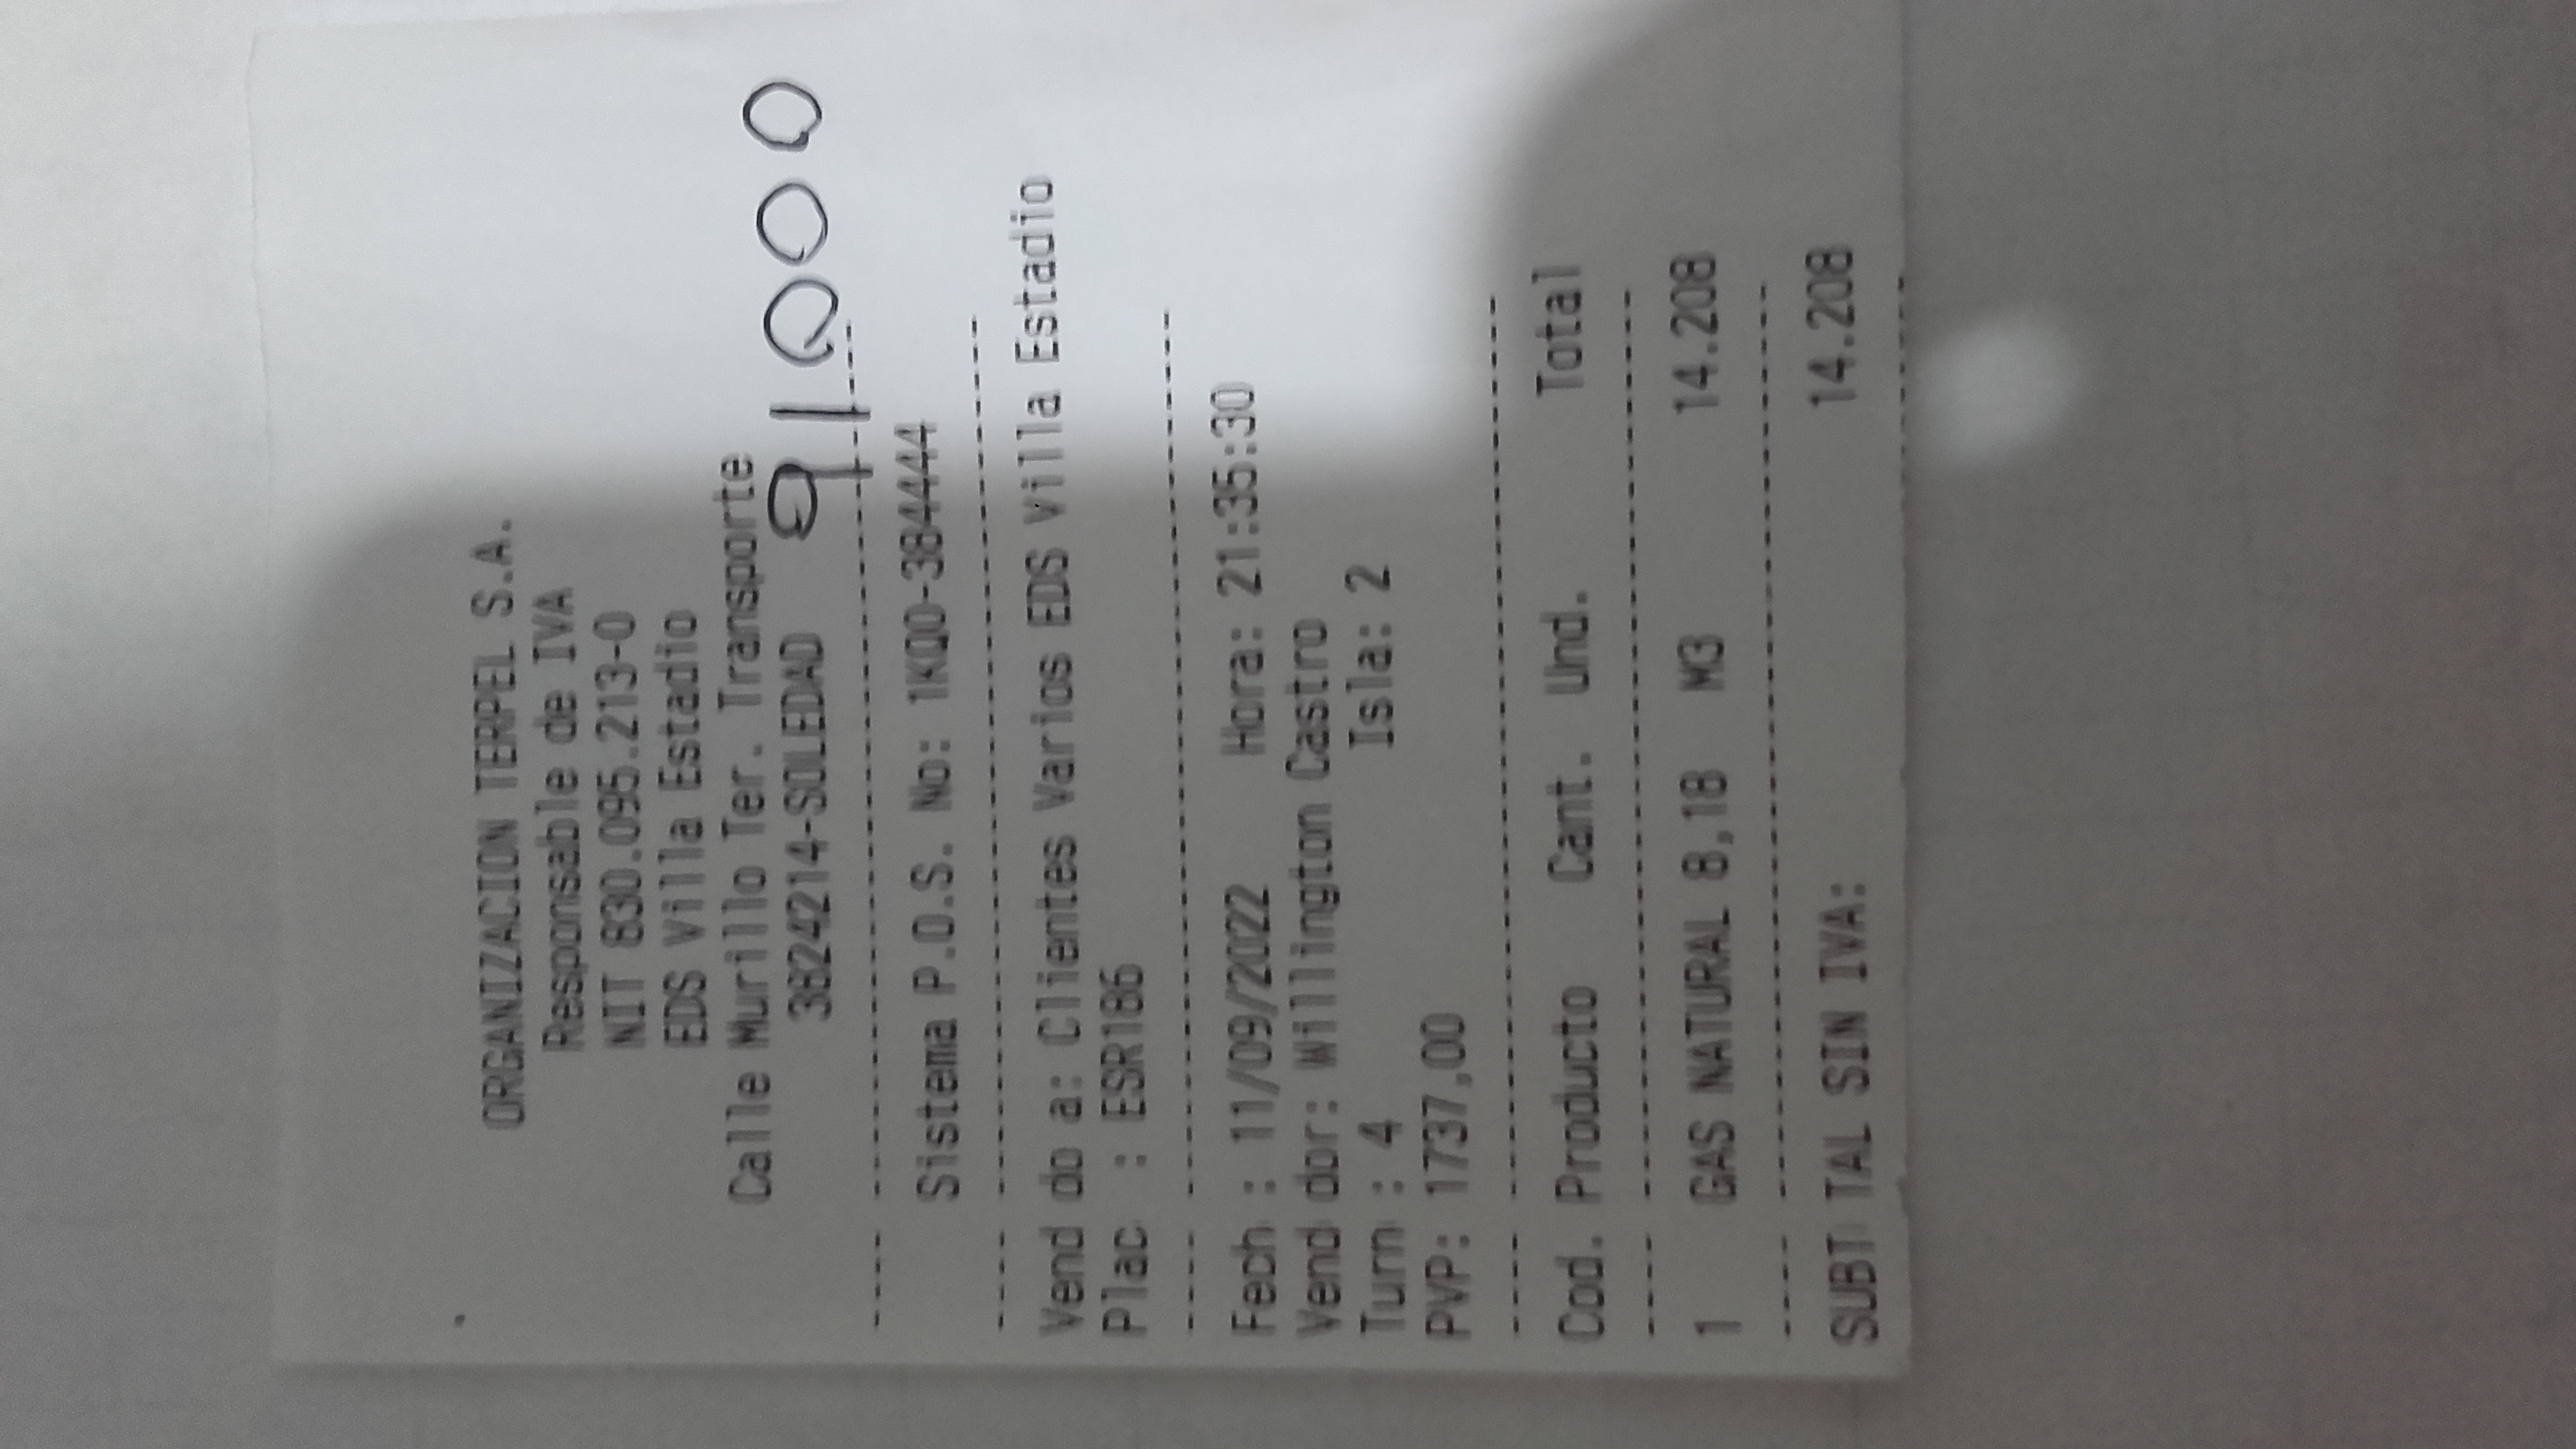 ORGANIZACION TERPEL S.A.
Responsable de IVA
NIT 830.095.213-0
EDS Villa Estadio
Calle Murillo Ter. Transporte
3824214-SOLEDAD
91000
Sistema P.O.S. No: 1KQ0-384444
Vend do a: Clientes Varios EDS Villa Estadio
Plac : ESR186
Fech : 11/09/2022 Hora: 21:35:30
Vend dor: Willington Castro
Turn : 4 Isla: 2
PVP: 1737,00
Cod. Producto Cant. Und. Total
1 GAS NATURAL 8,18 M3 14.208
SUBT TAL SIN IVA: 14.208